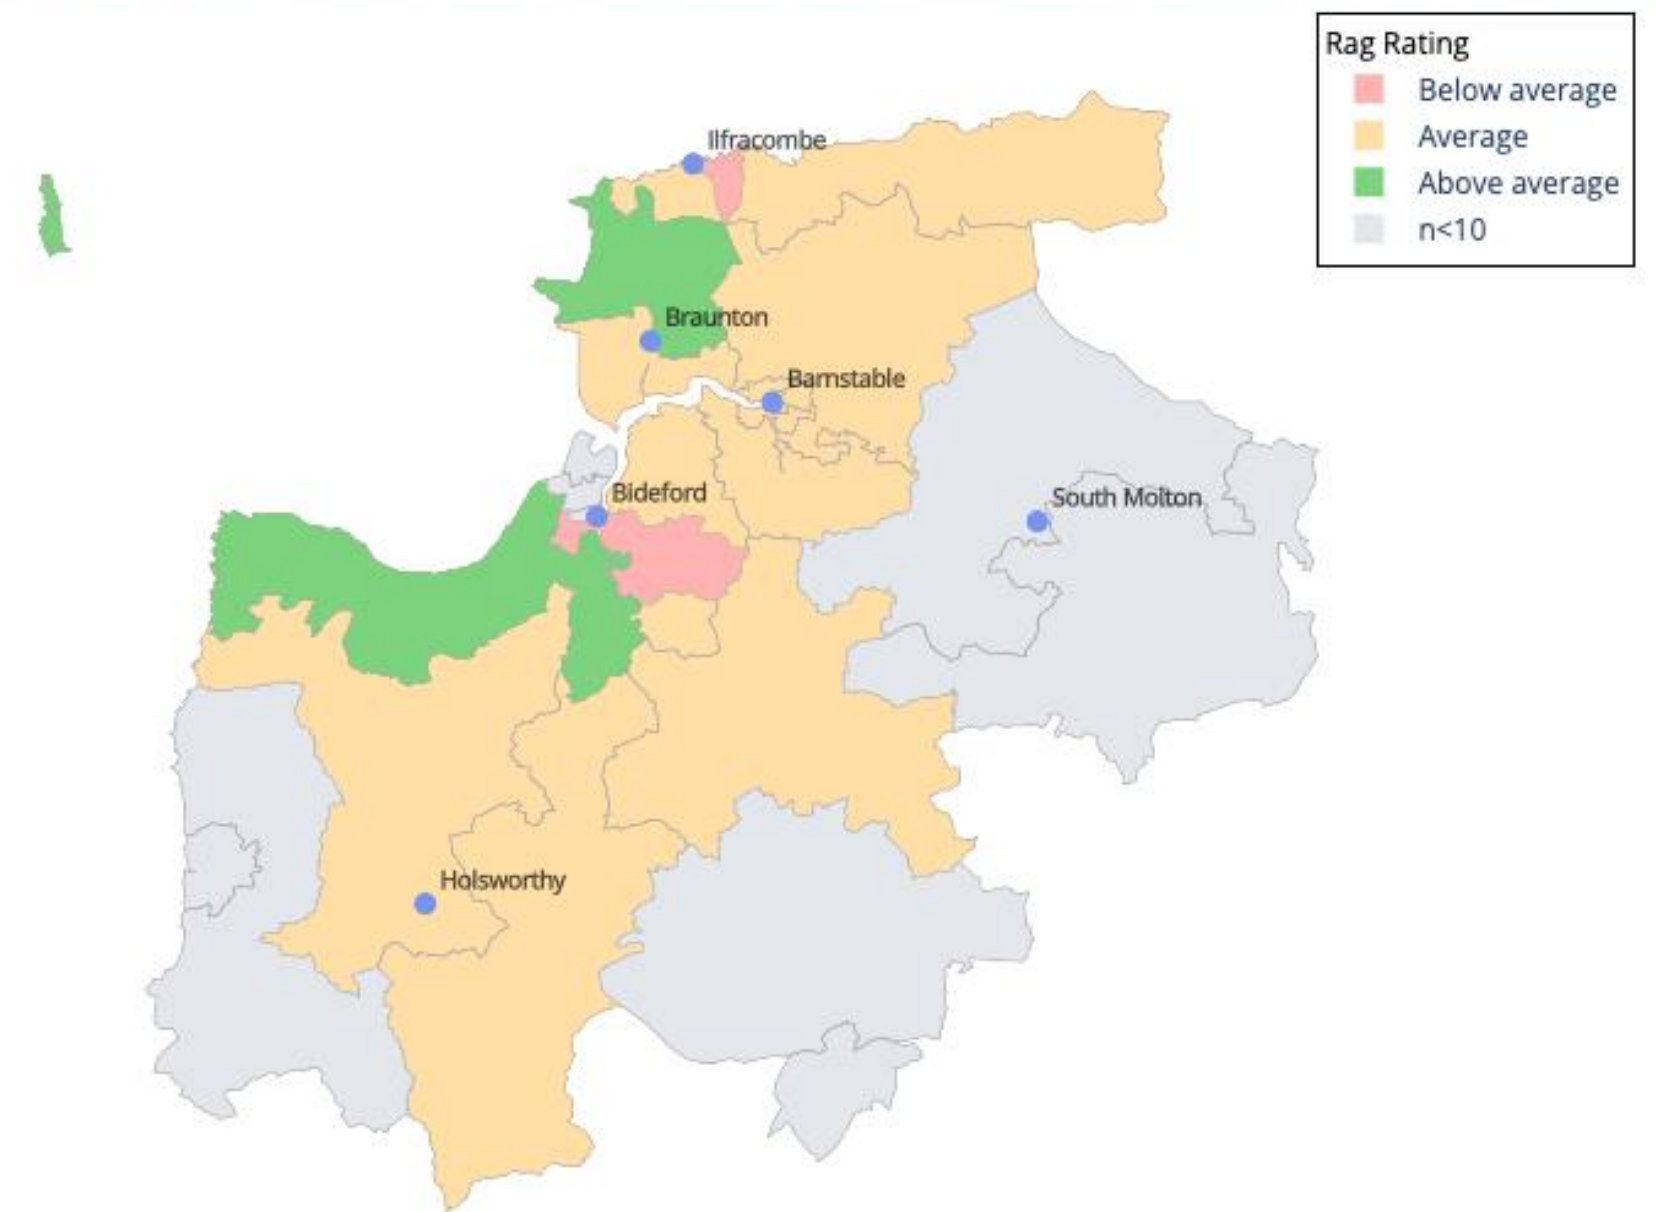 Rag Rating
Below average
Average
Above average
n<10
Ilfracombe
Braunton
Barnstable
Bideford
South Molton
Holsworthy